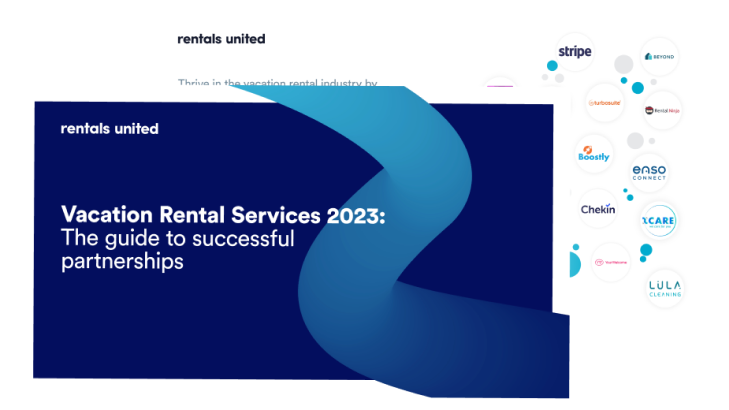 rentals united
stripe
BEYOND
Thrive in the vacation rental industry by
turbosuite
Rental Ninja
rentals united
Boostly
enso
CONNECT
Chekin
Vacation Rental Services 2023:
The guide to successful
partnerships
XCARE
YourWelcome
LULA
CLEANING